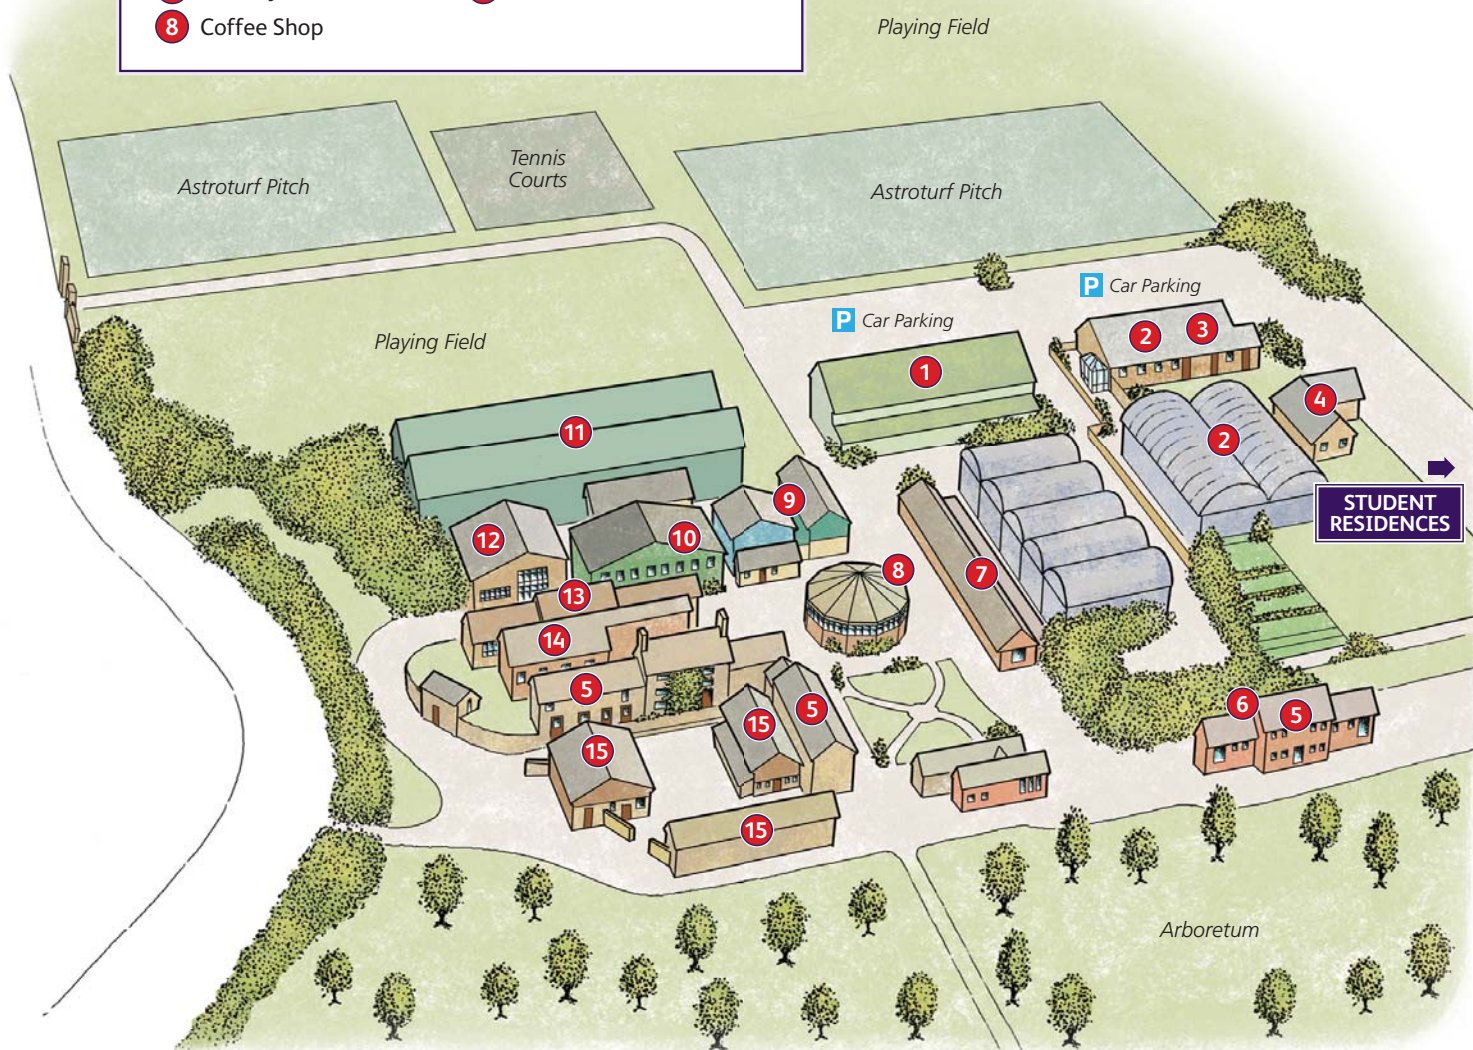 8 Coffee Shop
Playing Field
Astroturf Pitch
Tennis
Courts
Astroturf Pitch
P Car Parking
P Car Parking
Playing Field
2
3
1
4
11
2
STUDENT
RESIDENCES
9
12
10
8
7
13
14
5
6
5
5
15
15
15
Arboretum